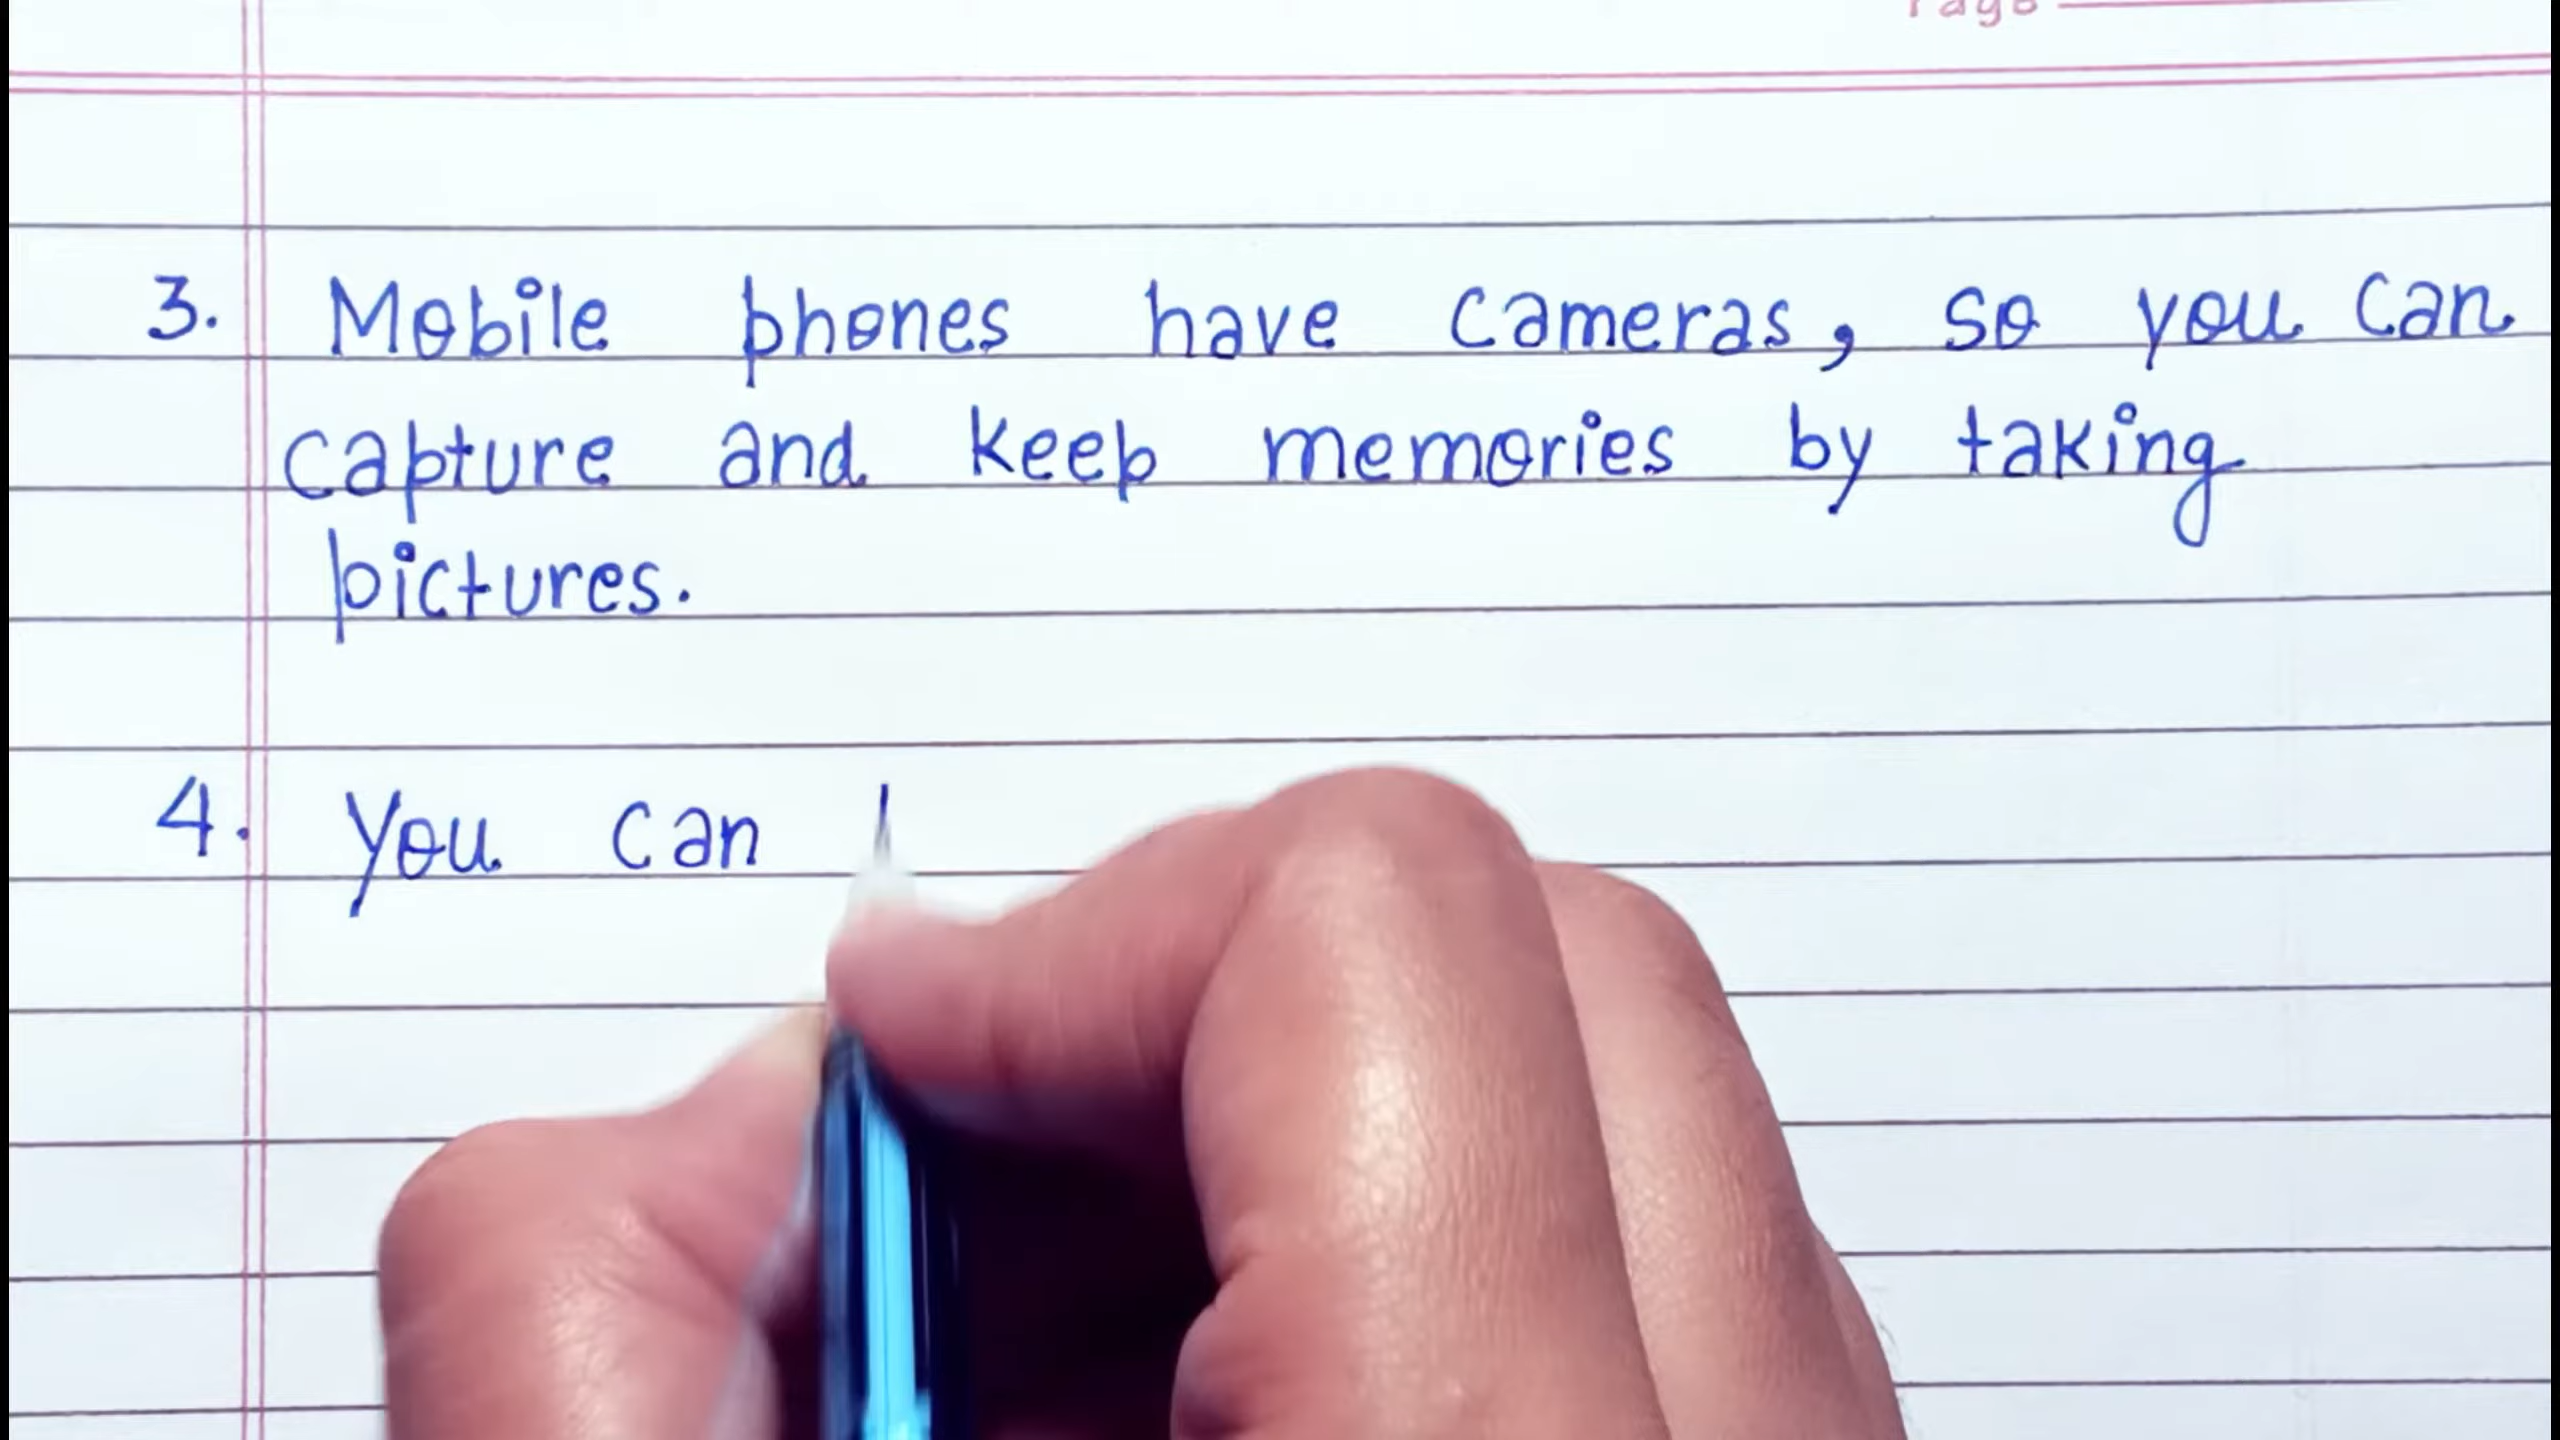 3. Mobile phones have cameras, so you can
capture and keep memories by taking
pictures.
4. You can